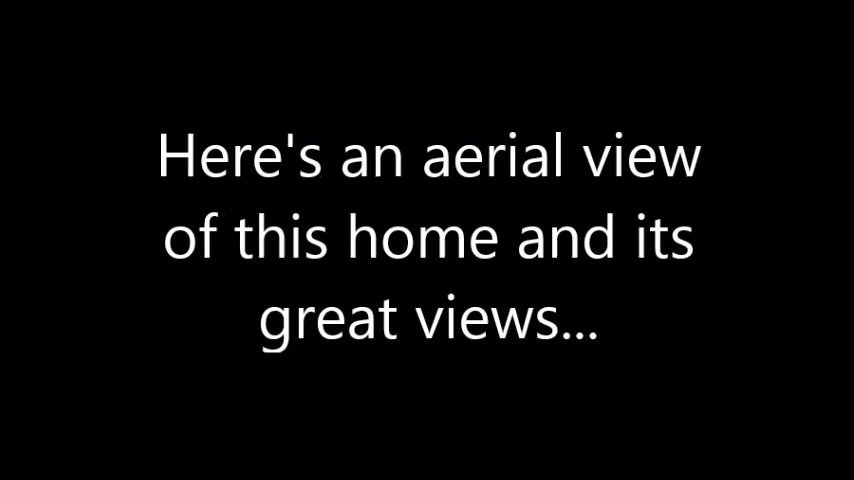 Here's an aerial view
of this home and its
great views...